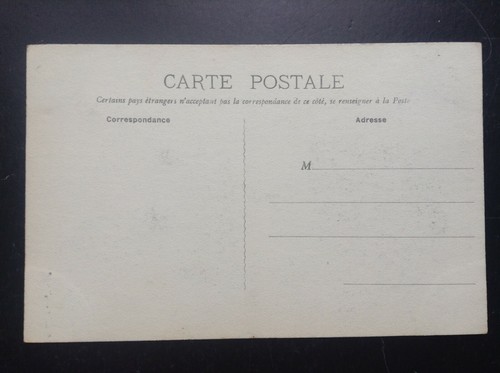 CARTE POSTALE
Certains pays étrangers n'acceptant pas la correspondance de ce côté, se renseigner à la Poste
Correspondance
Adresse
M